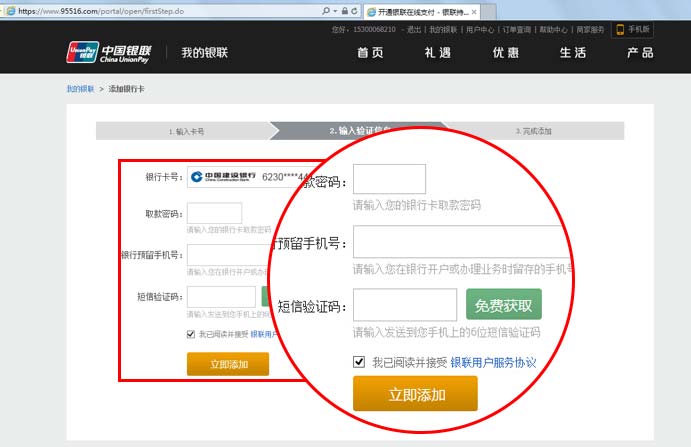 https://www.95516.com/portal/open/firstStep.do
开通银联在线支付 - 银联持...
您好，15300068210 - 退出 | 我的银联 | 用户中心 | 订单查询 | 帮助中心 | 商家服务
手机版
UnionPay 银联 中国银联 China UnionPay 我的银联
首 页 礼 遇 优 惠 生 活 产 品
我的银联 > 添加银行卡
1. 输入卡号 2. 输入验证信息 3. 完成添加
银行卡号： 中国建设银行 China Construction Bank 6230****44
取款密码：
请输入您的银行卡取款密码
银行预留手机号：
请输入您在银行开户或办
短信验证码：
请输入发送到您手机上的6
我已阅读并接受 银联用户
立即添加
款密码：
请输入您的银行卡取款密码
预留手机号：
请输入您在银行开户或办理业务时留存的手机号
短信验证码： 免费获取
请输入发送到您手机上的6位短信验证码
我已阅读并接受 银联用户服务协议
立即添加